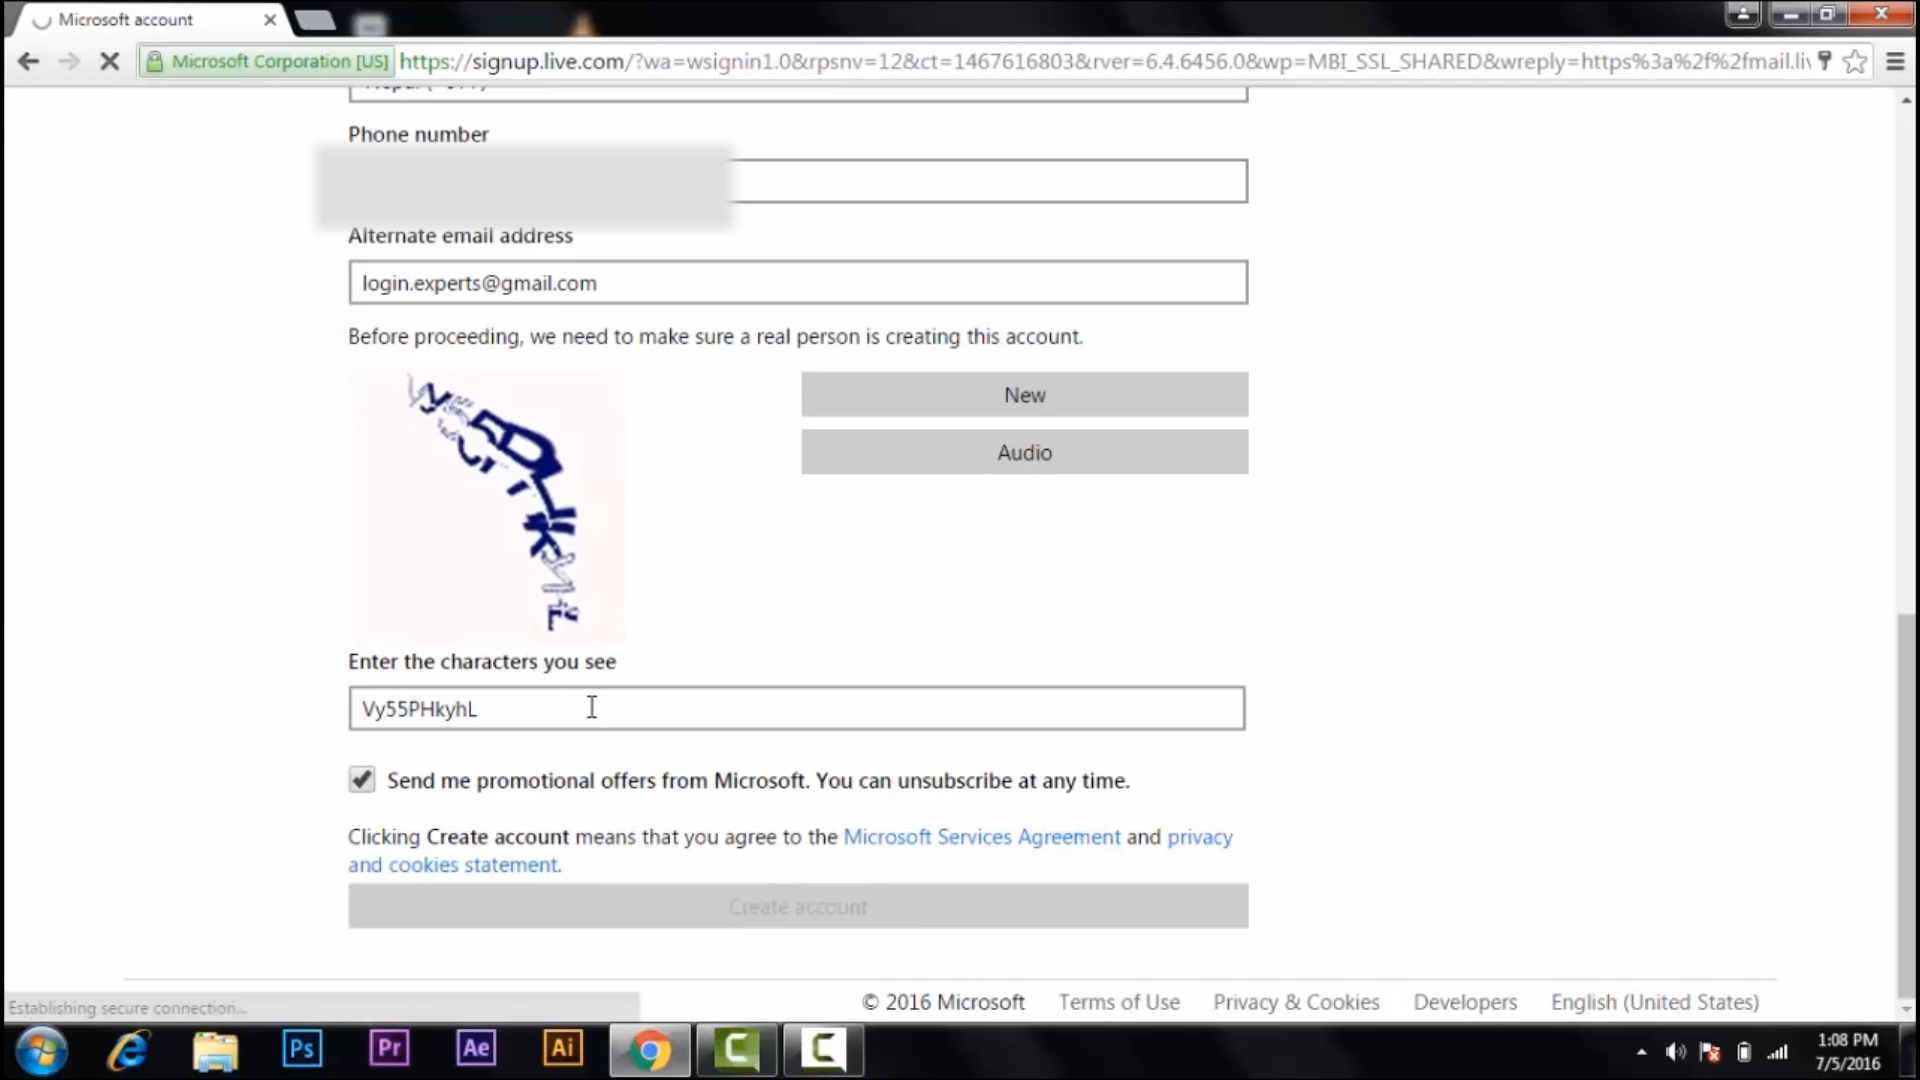 Microsoft account
Microsoft Corporation [US] https://signup.live.com/?wa=wsignin1.0&rpsnv=12&ct=1467616803&rver=6.4.6456.0&wp=MBI_SSL_SHARED&wreply=https%3a%2f%2fmail.liv
Phone number
Alternate email address
login.experts@gmail.com
Before proceeding, we need to make sure a real person is creating this account.
New
Audio
Enter the characters you see
Vy55PHkyhL
Send me promotional offers from Microsoft. You can unsubscribe at any time.
Clicking Create account means that you agree to the Microsoft Services Agreement and privacy
and cookies statement.
Create account
Establishing secure connection...
© 2016 Microsoft Terms of Use Privacy & Cookies Developers English (United States)
Ps Pr Ae Ai
1:08 PM
7/5/2016